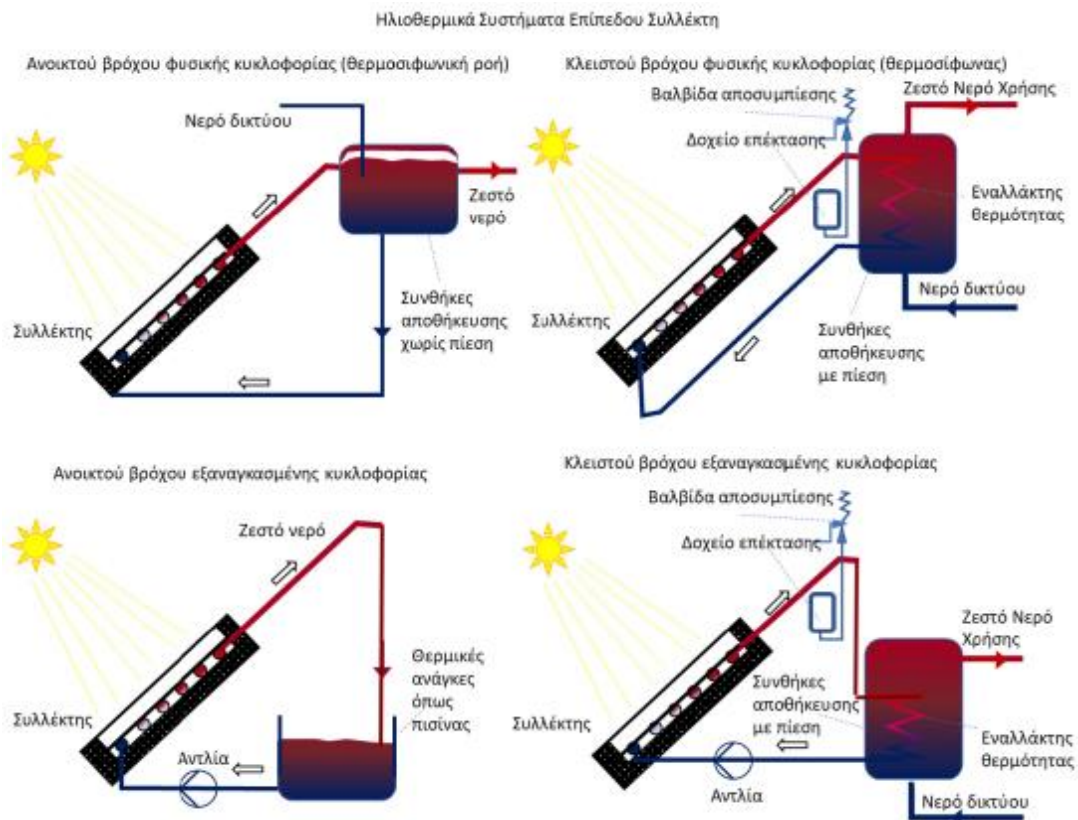 Ηλιοθερμικά Συστήματα Επίπεδου Συλλέκτη
Ανοικτού βρόχου φυσικής κυκλοφορίας (θερμοσιφωνική ροή)
Νερό δικτύου
Ζεστό
νερό
Συλλέκτης
Συνθήκες
αποθήκευσης
χωρίς πίεση
Κλειστού βρόχου φυσικής κυκλοφορίας (θερμοσίφωνας)
Βαλβίδα αποσυμπίεσης
Ζεστό Νερό Χρήσης
Δοχείο επέκτασης
Εναλλάκτης
θερμότητας
Νερό δικτύου
Συλλέκτης
Συνθήκες
αποθήκευσης
με πίεση
Ανοικτού βρόχου εξαναγκασμένης κυκλοφορίας
Ζεστό νερό
Θερμικές
ανάγκες
όπως
πισίνας
Συλλέκτης
Αντλία
Κλειστού βρόχου εξαναγκασμένης κυκλοφορίας
Βαλβίδα αποσυμπίεσης
Δοχείο επέκτασης
Ζεστό Νερό
Χρήσης
Συνθήκες
αποθήκευσης
με πίεση
Συλλέκτης
Εναλλάκτης
θερμότητας
Αντλία
Νερό δικτύου